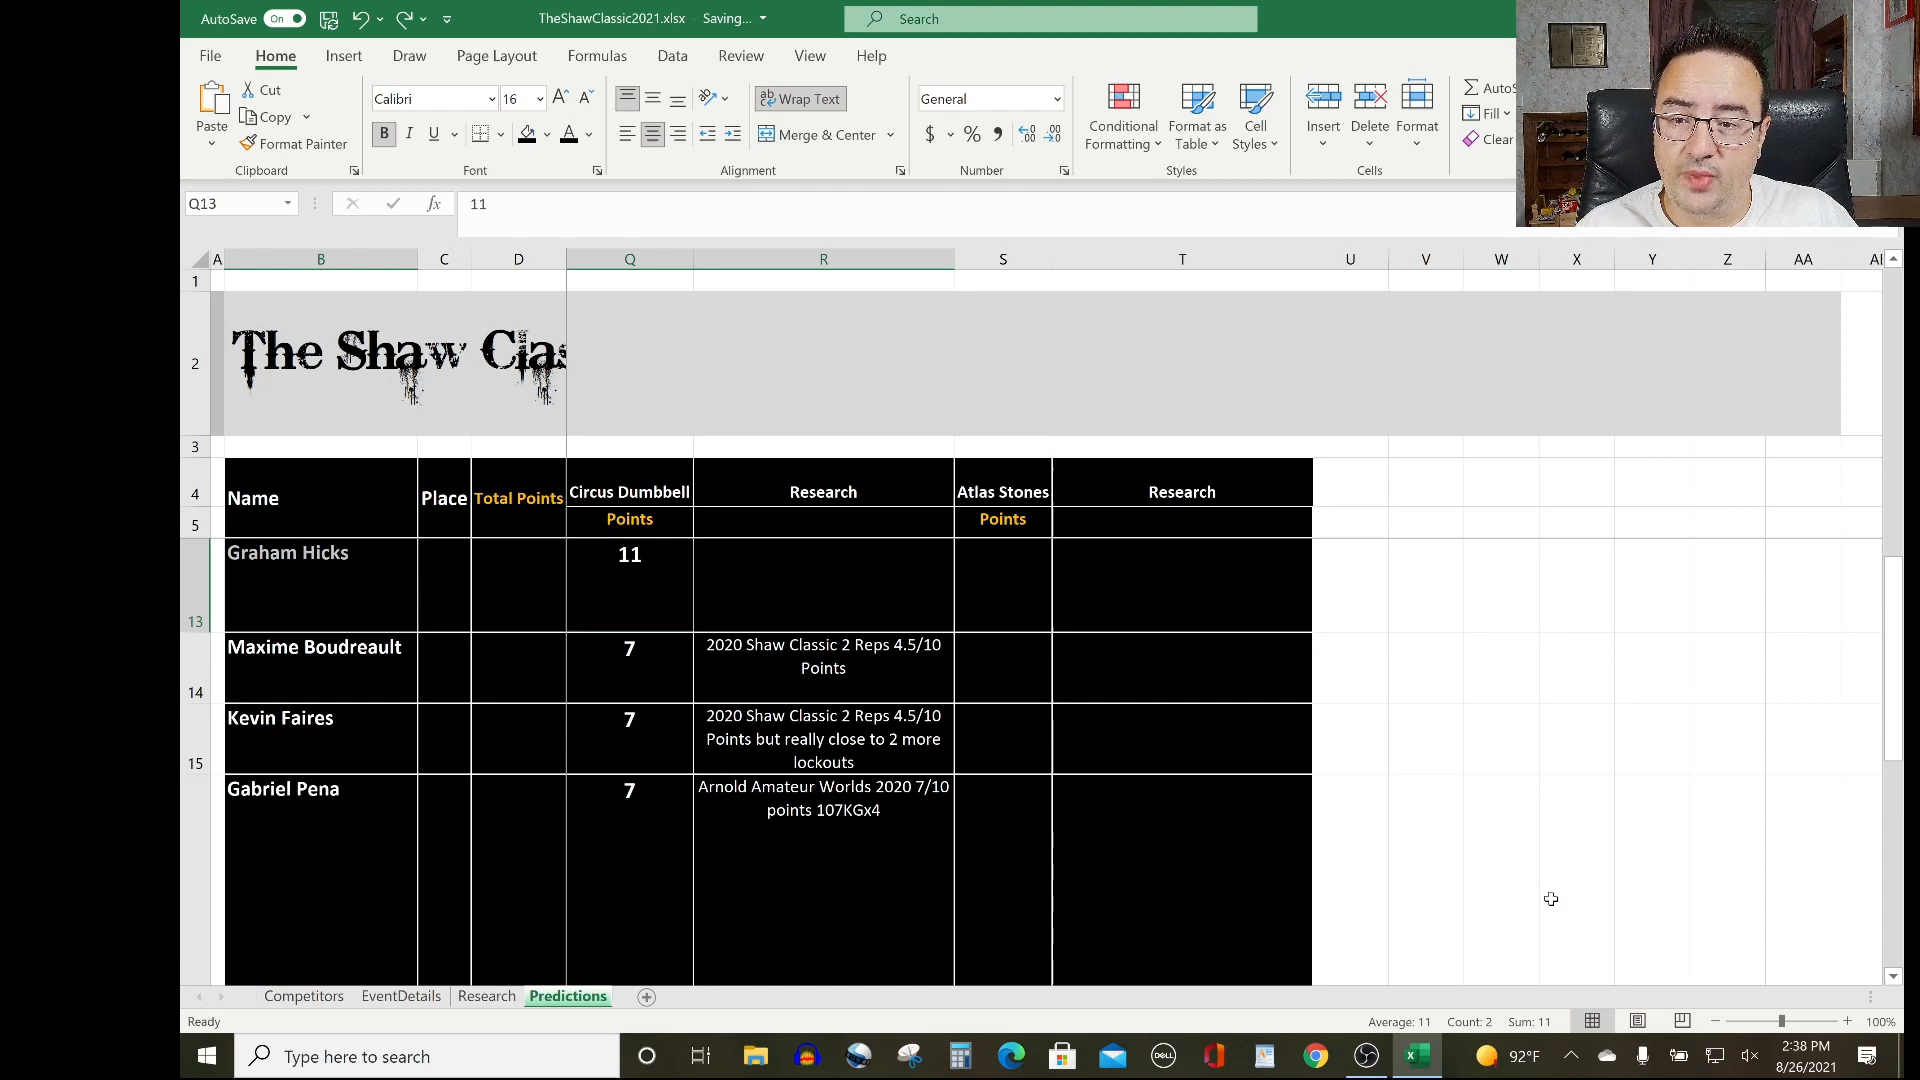 AutoSave On TheShawClassic2021.xlsx - Saving... Search
File Home Insert Draw Page Layout Formulas Data Review View Help
Paste Cut Calibri 16 Wrap Text General Conditional Formatting Format as Table Cell Styles Insert Delete Format
Copy Merge & Center Fill
Format Painter Clear
Clipboard Font Alignment Number Styles Cells
Q13 fx 11
A B C D Q R S T U V W X Y Z AA
1
2 The Shaw Clas
3
4 Name Place Total Points Circus Dumbbell Research Atlas Stones Research
5 Points Points
Graham Hicks 11
13
Maxime Boudreault 7 2020 Shaw Classic 2 Reps 4.5/10
Points
14
Kevin Faires 7 2020 Shaw Classic 2 Reps 4.5/10
Points but really close to 2 more
15 lockouts
Gabriel Pena 7 Arnold Amateur Worlds 2020 7/10
points 107KGx4
Competitors EventDetails Research Predictions
Ready Average: 11 Count: 2 Sum: 11 100%
Type here to search DELL 92°F 2:38 PM
8/26/2021